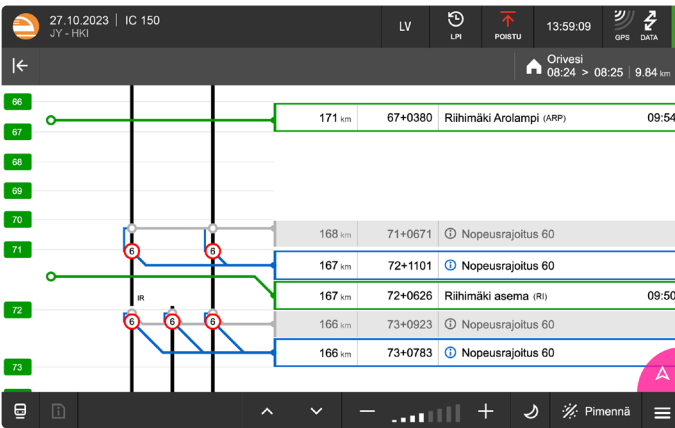 27.10.2023 | IC 150
JY - HKI
LV
LPI
POISTU
13:59:09
GPS
DATA
Orivesi
08:24 > 08:25 | 9.84 km
66
171 km 67+0380 Riihimäki Arolampi (ARP) 09:54
67
68
69
70
168 km 71+0671 Nopeusrajoitus 60
71
6 6
167 km 72+1101 Nopeusrajoitus 60
IR
167 km 72+0626 Riihimäki asema (RI) 09:50
72
6 6 6
166 km 73+0923 Nopeusrajoitus 60
166 km 73+0783 Nopeusrajoitus 60
73
Pimennä